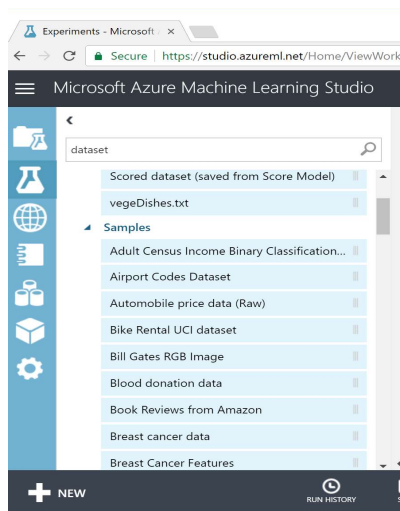 Experiments - Microsoft A
Secure | https://studio.azureml.net/Home/ViewWork
Microsoft Azure Machine Learning Studio
dataset
Scored dataset (saved from Score Model)
vegeDishes.txt
Samples
Adult Census Income Binary Classification...
Airport Codes Dataset
Automobile price data (Raw)
Bike Rental UCI dataset
Bill Gates RGB Image
Blood donation data
Book Reviews from Amazon
Breast cancer data
Breast Cancer Features
NEW
RUN HISTORY